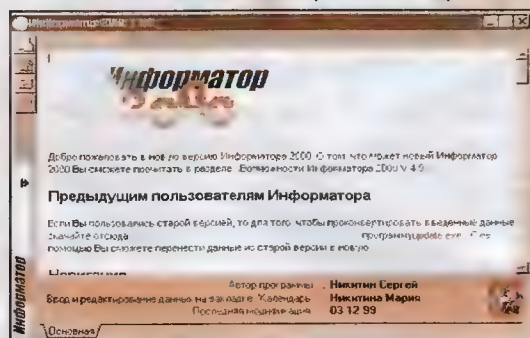 Информатор
Добро пожаловать в новую версию Информатора 2000. О том, что может новый Информатор
2000 Вы сможете прочитать в разделе Возможности Информатора 2000 V 4.9
Предыдущим пользователям Информатора
Если Вы пользовались старой версией, то для того, чтобы проконвертировать введенные данные
скачайте отсюда программу update.exe. С ее
помощью Вы сможете перенести данные из старой версии в новую
Навигация
Автор программы Никитин Сергей
Ввод и редактирование данных на закладке "Календарь" Никитина Мария
Последняя модификация 03 12 99
Информатор
Основная